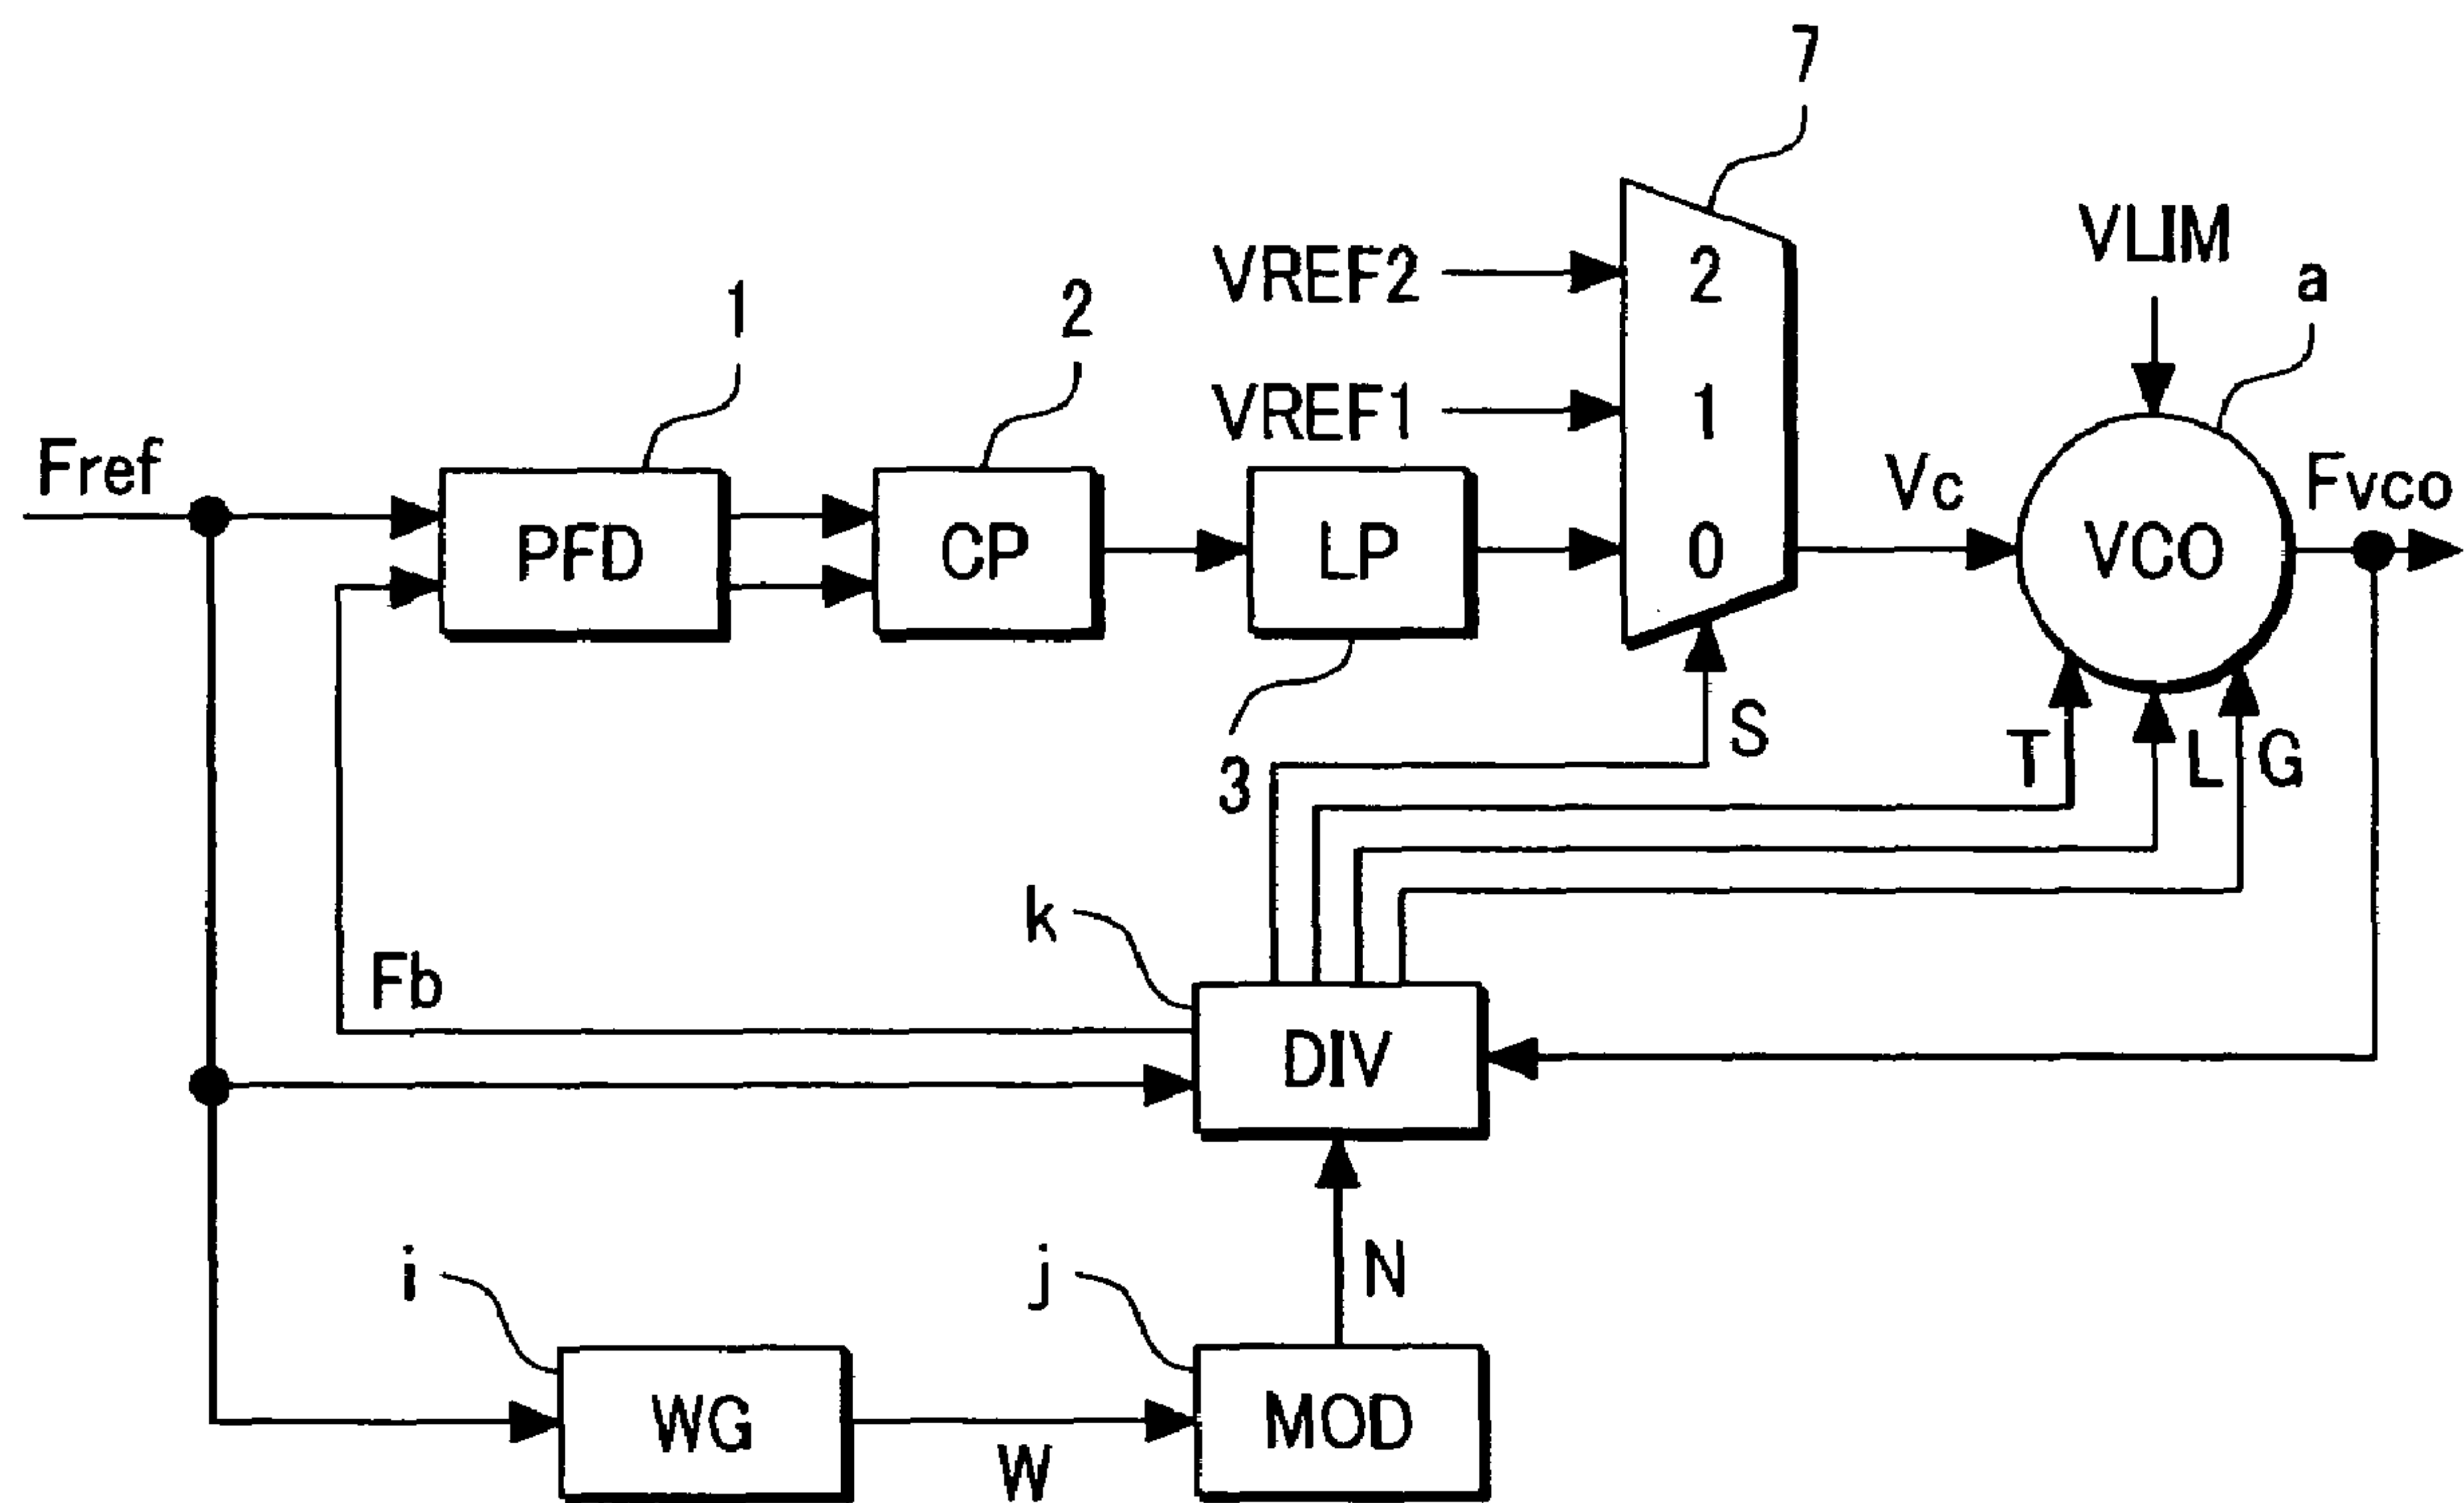 7
VLIM
a
VREF2
2
1
2
VREF1
1
Fref
Vc
Fvco
PFD
CP
LP
0
VCO
S
T
L
G
3
k
Fb
DIV
i
j
N
WG
MOD
W